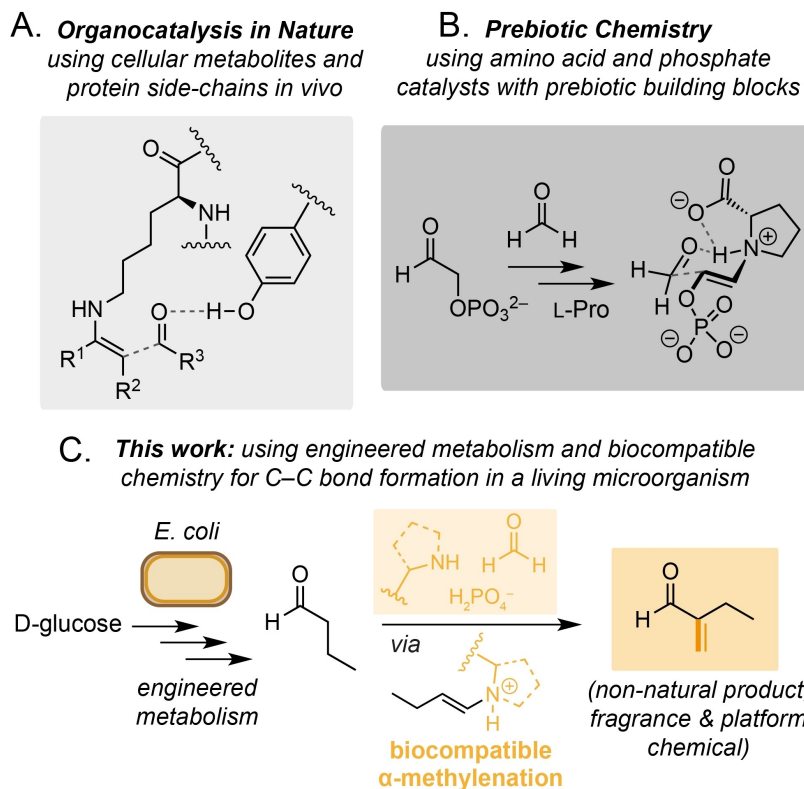 A. Organocatalysis in Nature
using cellular metabolites and
protein side-chains in vivo
O
NH
HN
O
H–O
R¹
R²
R³
B. Prebiotic Chemistry
using amino acid and phosphate
catalysts with prebiotic building blocks
O
H
OPO₃²⁻
O
H H
L-Pro
O
⊖
O
O
H
N
⊕
H
H
O
P
O
⊖
O
O
⊖
C. This work: using engineered metabolism and biocompatible
chemistry for C–C bond formation in a living microorganism
E. coli
D-glucose
engineered
metabolism
O
H
NH
O
H H
H₂PO₄⁻
via
N
⊕
H
biocompatible
α-methylenation
O
H
(non-natural product,
fragrance & platform
chemical)